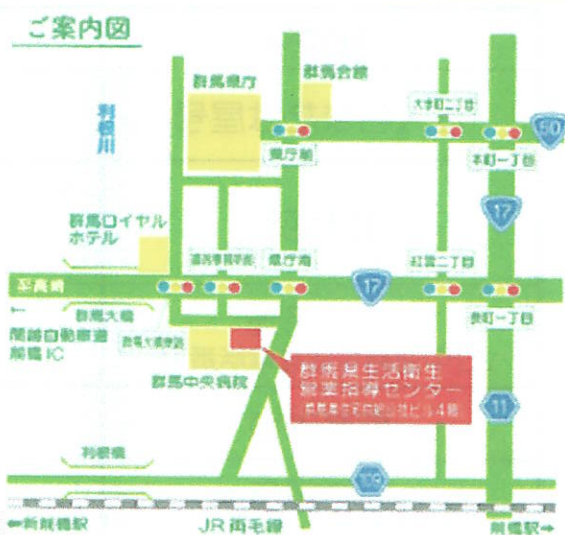 ご案内図
群馬県庁
群馬会館
利根川
大手町二丁目
県庁前
本町一丁目
50
17
群馬ロイヤル
ホテル
県庁南
紅雲二丁目
表町一丁目
17
至高崎
←
群馬大橋
関越自動車道
前橋IC
群馬中央病院
群馬県生活衛生
営業指導センター
11
利根橋
109
←新前橋駅
JR両毛線
前橋駅→